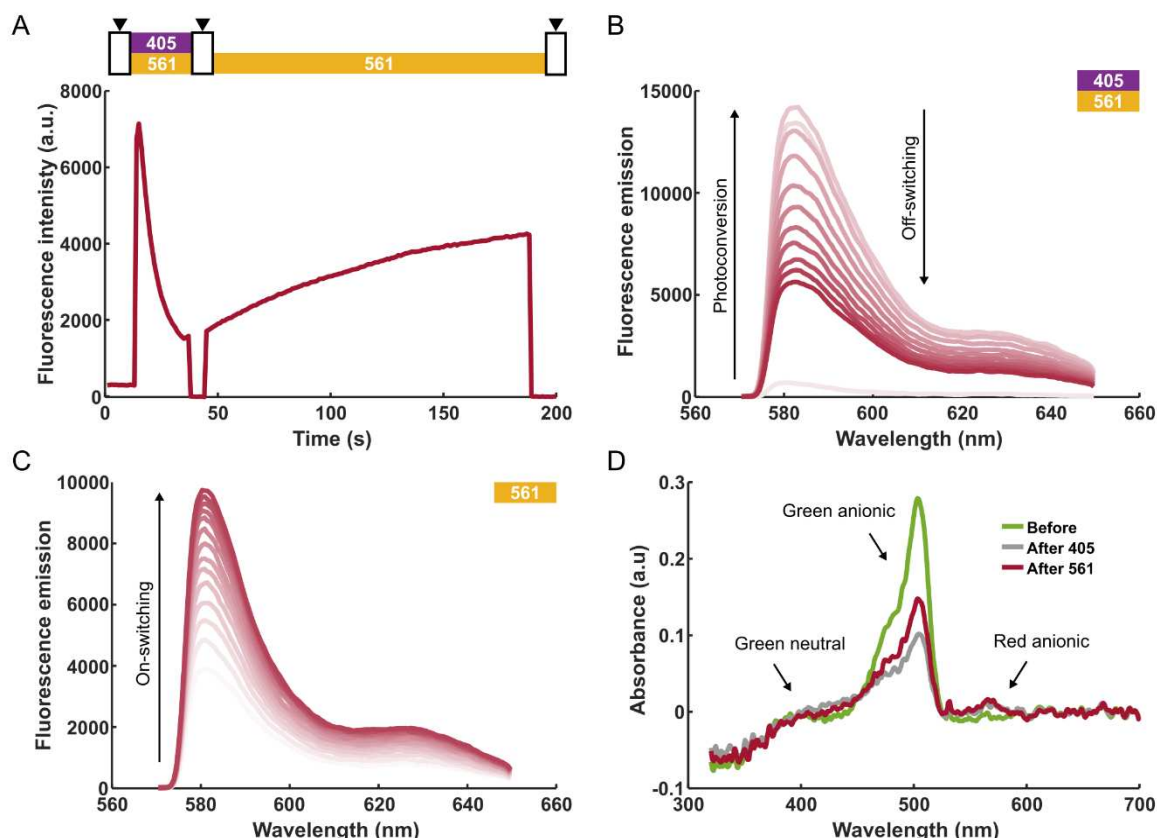 A
405
561
561
Fluorescence intenisty (a.u.)
8000
6000
4000
2000
0
0
50
100
150
200
Time (s)
B
405
561
Fluorescence emission
15000
10000
5000
0
Photoconversion
Off-switching
560
580
600
620
640
660
Wavelength (nm)
C
561
Fluorescence emission
10000
8000
6000
4000
2000
0
On-switching
560
580
600
620
640
660
Wavelength (nm)
D
Absorbance (a.u)
0.3
0.2
0.1
0
-0.1
Green anionic
Green neutral
Red anionic
Before
After 405
After 561
300
400
500
600
700
Wavelength (nm)